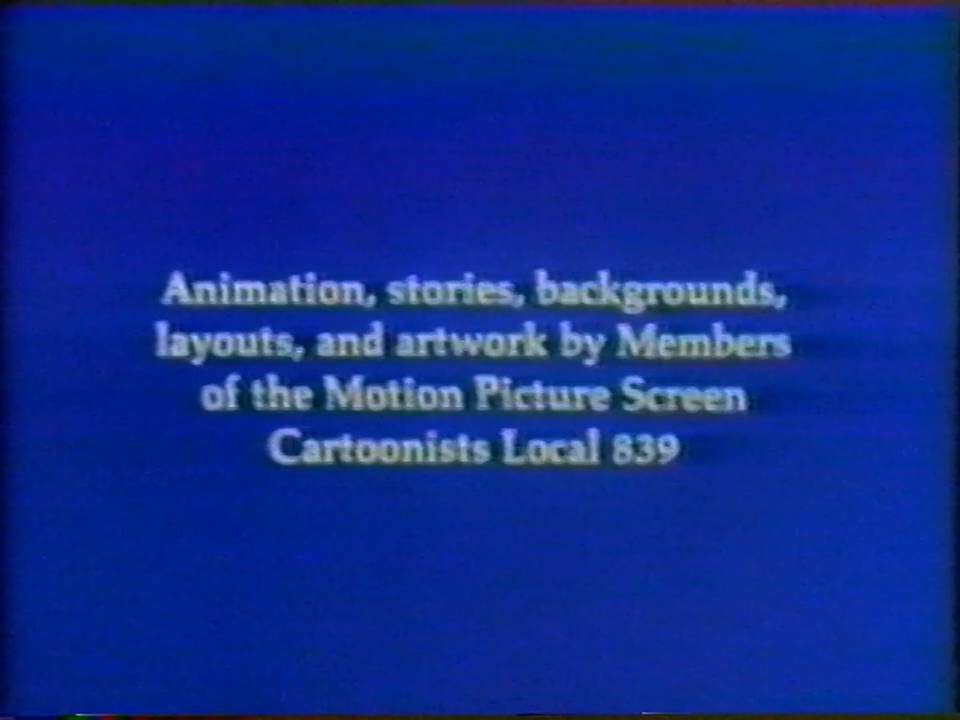 Animation, stories, backgrounds,
layouts, and artwork by Members
of the Motion Picture Screen
Cartoonists Local 839